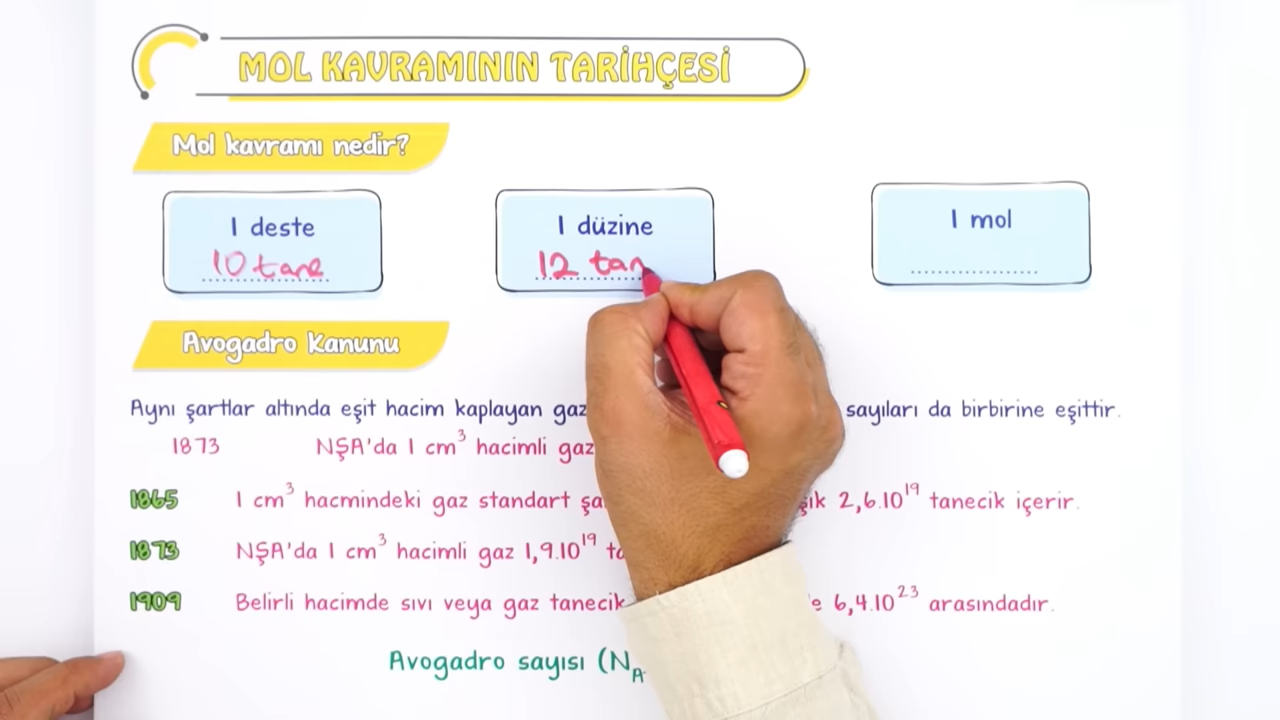 MOL KAVRAMININ TARİHÇESİ
Mol kavramı nedir?
1 deste
10 tane
1 düzine
12 tan
1 mol
Avogadro Kanunu
Aynı şartlar altında eşit hacim kaplayan gaz sayıları da birbirine eşittir.
1873 NŞA'da 1 cm³ hacimli gaz
1865 1 cm³ hacmindeki gaz standart şa 2,6.10¹⁹ tanecik içerir.
1873 NŞA'da 1 cm³ hacimli gaz 1,9.10¹⁹
1909 Belirli hacimde sıvı veya gaz tanecik 6,4.10²³ arasındadır.
Avogadro sayısı (N_A